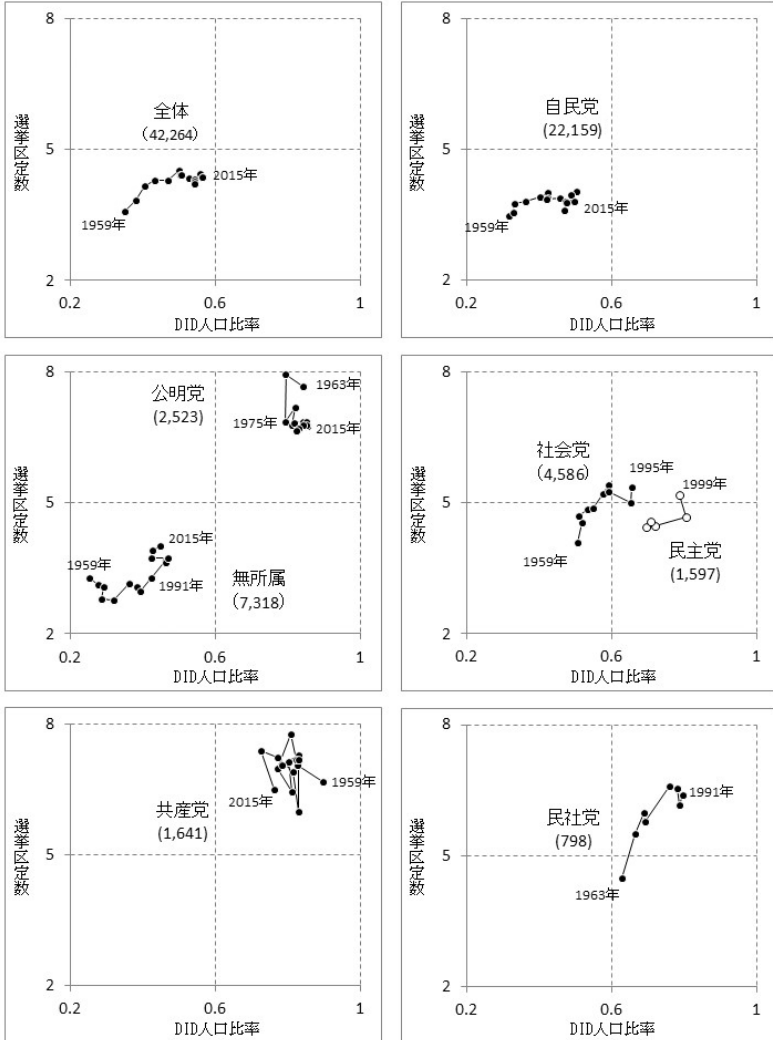 8
選挙区定数
全体
(42,264)
5
2015年
1959年
2
0.2
0.6
1
DID人口比率
8
選挙区定数
自民党
(22,159)
5
1959年
2015年
2
0.2
0.6
1
DID人口比率
8
選挙区定数
公明党
(2,523)
1963年
1975年
2015年
5
1959年
2015年
1991年
無所属
(7,318)
2
0.2
0.6
1
DID人口比率
8
選挙区定数
社会党
(4,586)
1995年
1999年
5
1959年
民主党
(1,597)
2
0.2
0.6
1
DID人口比率
8
選挙区定数
1959年
2015年
共産党
(1,641)
5
2
0.2
0.6
1
DID人口比率
8
選挙区定数
1991年
民社党
(798)
5
1963年
2
0.2
0.6
1
DID人口比率